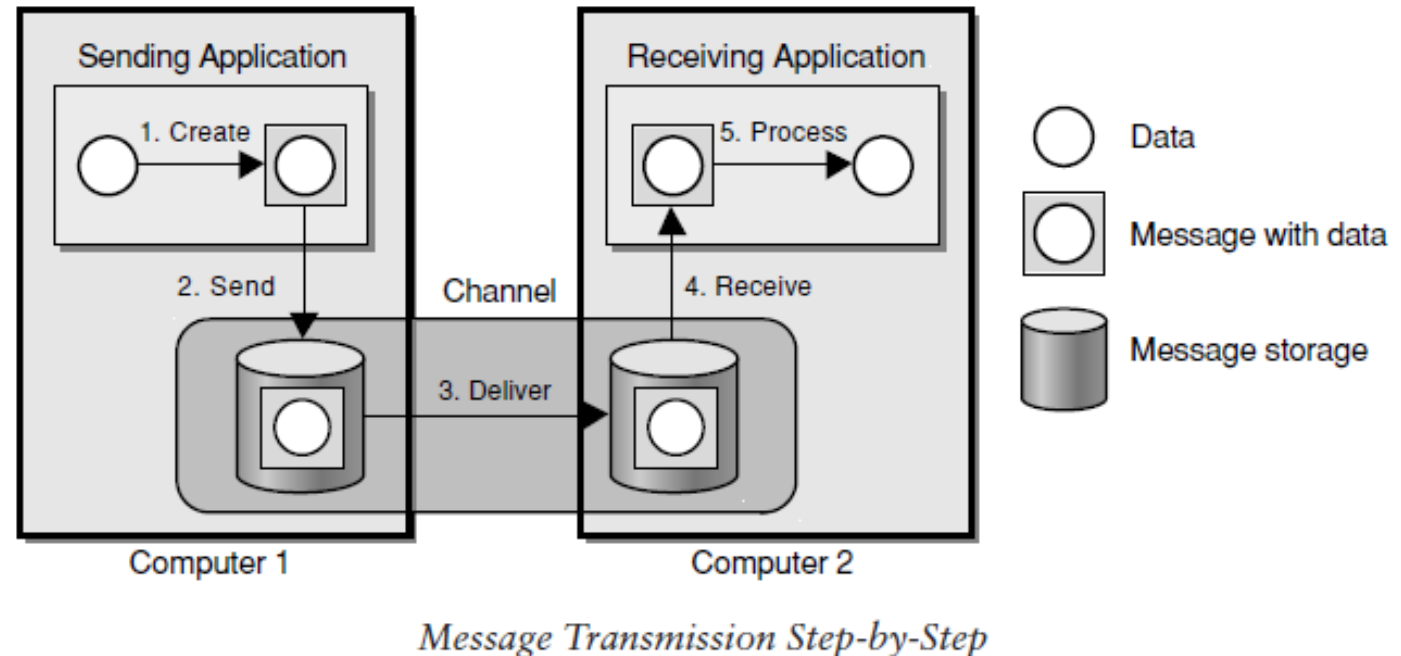 Sending Application
Receiving Application
1. Create
5. Process
Data
Message with data
2. Send
Channel
4. Receive
Message storage
3. Deliver
Computer 1
Computer 2
Message Transmission Step-by-Step